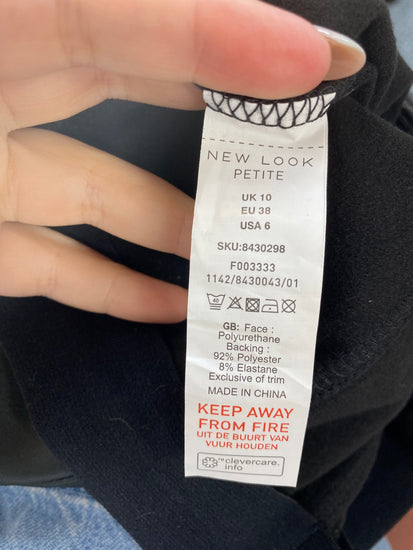 NEW LOOK
PETITE
UK 10
EU 38
USA 6
SKU:8430298
F003333
1142/8430043/01
40
GB: Face :
Polyurethane
Backing :
92% Polyester
8% Elastane
Exclusive of trim
MADE IN CHINA
KEEP AWAY
FROM FIRE
UIT DE BUURT VAN
VUUR HOUDEN
™clevercare.
info